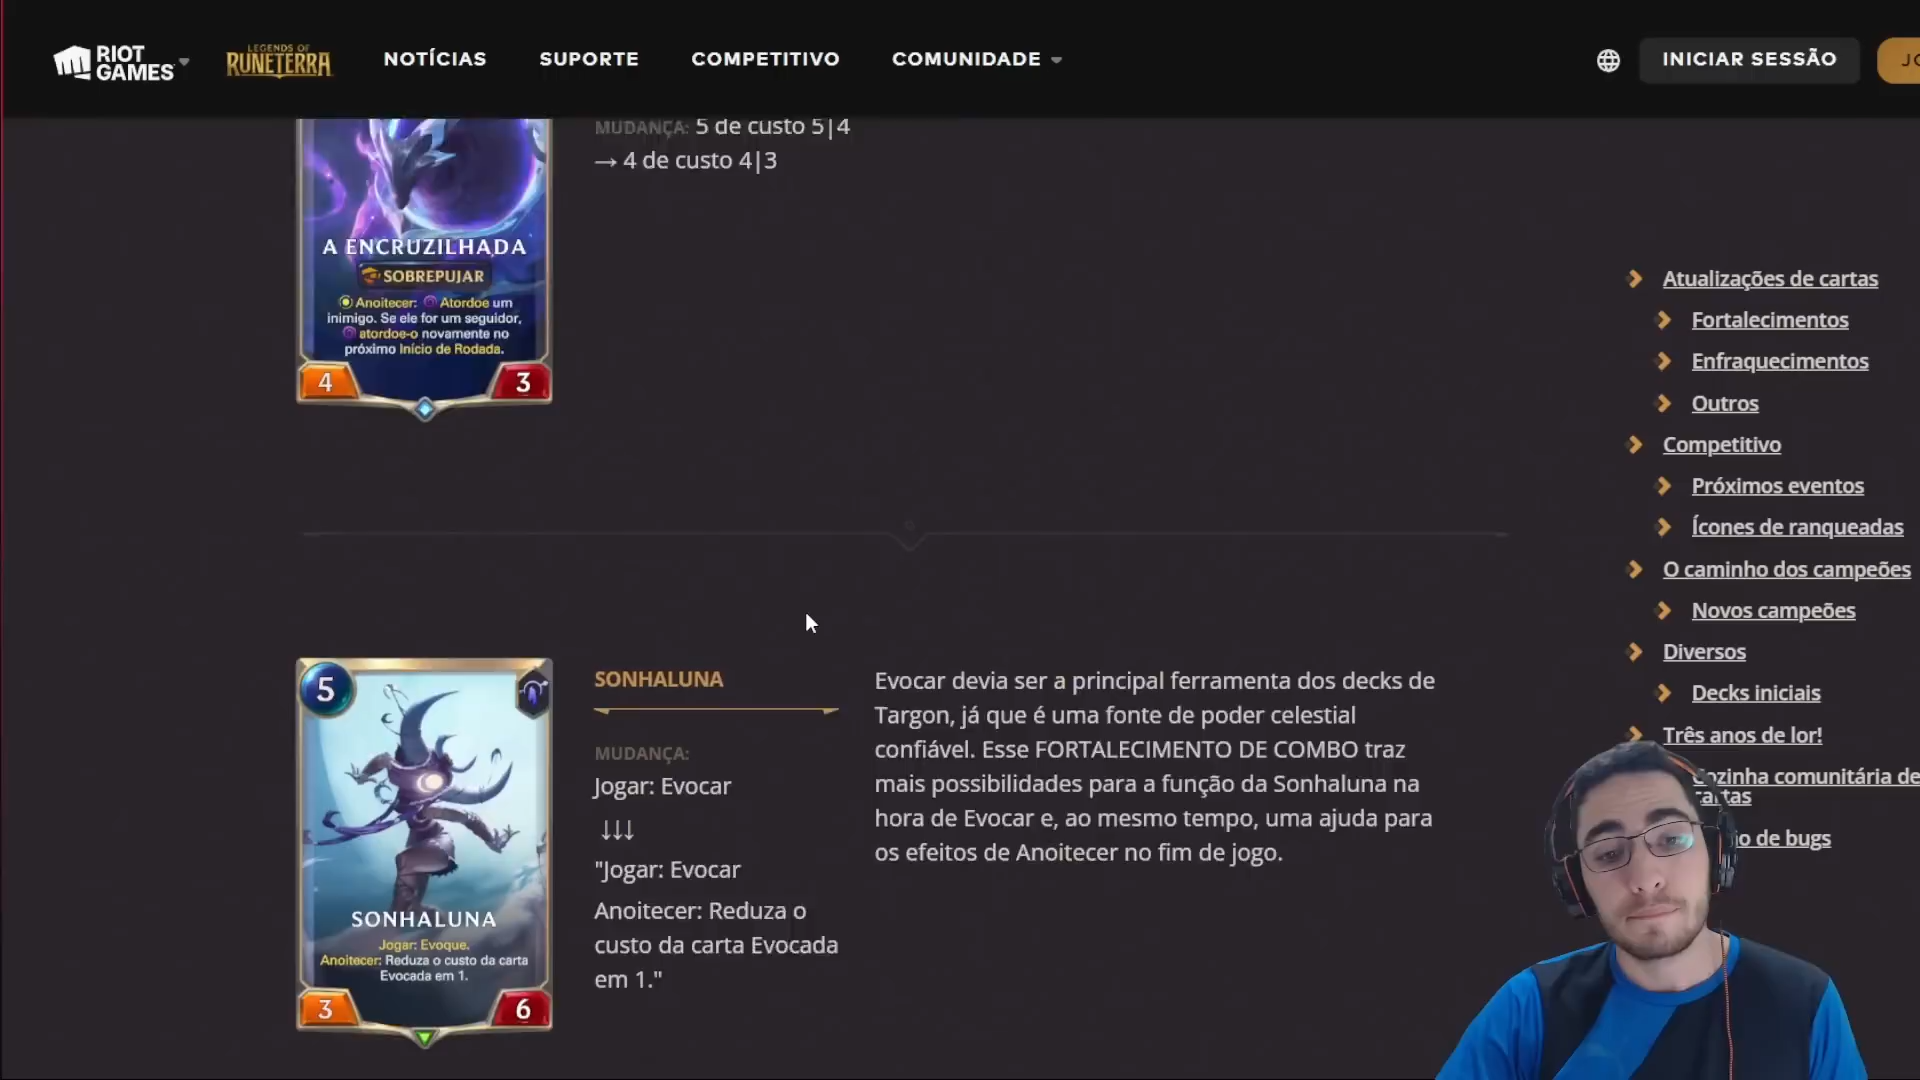 RIOT GAMES
LEGENDS OF RUNETERRA
NOTÍCIAS
SUPORTE
COMPETITIVO
COMUNIDADE
INICIAR SESSÃO
MUDANÇA: 5 de custo 5|4
→ 4 de custo 4|3
A ENCRUZILHADA
SOBREPUJAR
Anoitecer: Atordoe um
inimigo. Se ele for um seguidor,
atordoe-o novamente no
próximo Início de Rodada.
4
3
5
SONHALUNA
Jogar: Evoque.
Anoitecer: Reduza o custo da carta
Evocada em 1.
3
6
SONHALUNA
MUDANÇA:
Jogar: Evocar
↓↓↓
"Jogar: Evocar
Anoitecer: Reduza o
custo da carta Evocada
em 1."
Evocar devia ser a principal ferramenta dos decks de
Targon, já que é uma fonte de poder celestial
confiável. Esse FORTALECIMENTO DE COMBO traz
mais possibilidades para a função da Sonhaluna na
hora de Evocar e, ao mesmo tempo, uma ajuda para
os efeitos de Anoitecer no fim de jogo.
Atualizações de cartas
Fortalecimentos
Enfraquecimentos
Outros
Competitivo
Próximos eventos
Ícones de ranqueadas
O caminho dos campeões
Novos campeões
Diversos
Decks iniciais
Três anos de lor!
Cozinha comunitária de
cartas
de bugs